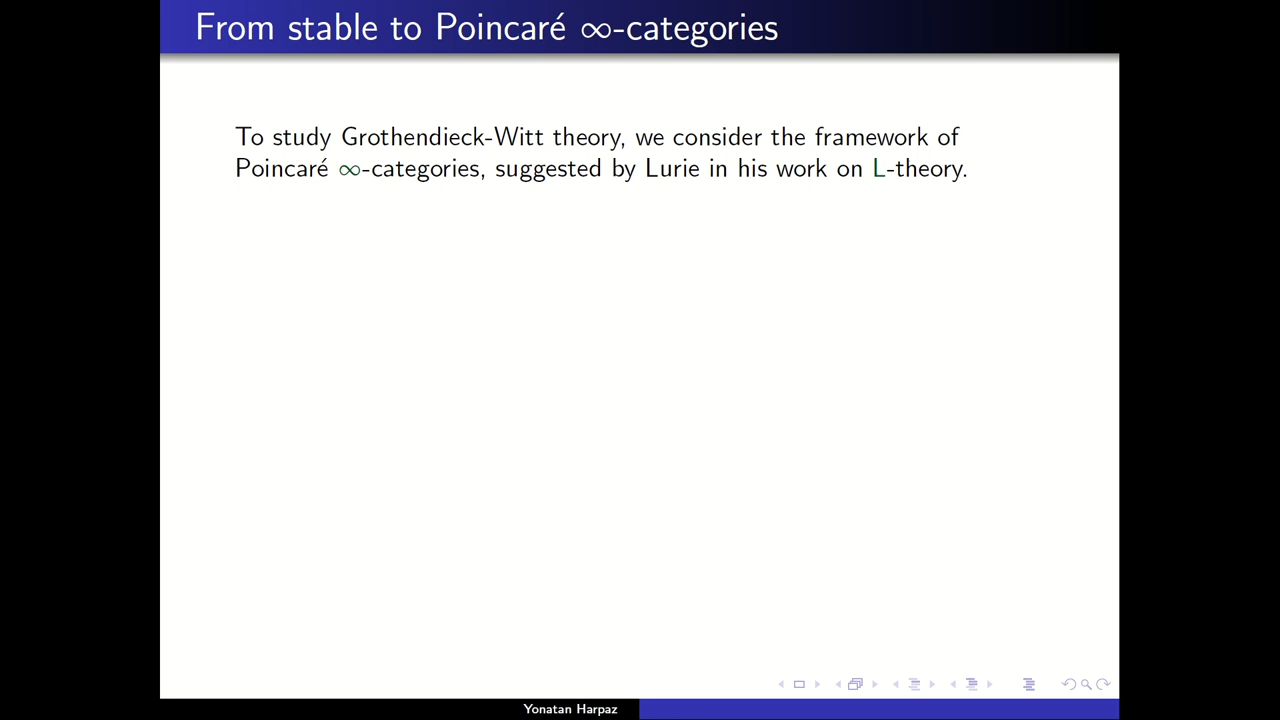 From stable to Poincaré ∞-categories
To study Grothendieck-Witt theory, we consider the framework of
Poincaré ∞-categories, suggested by Lurie in his work on L-theory.
Yonatan Harpaz